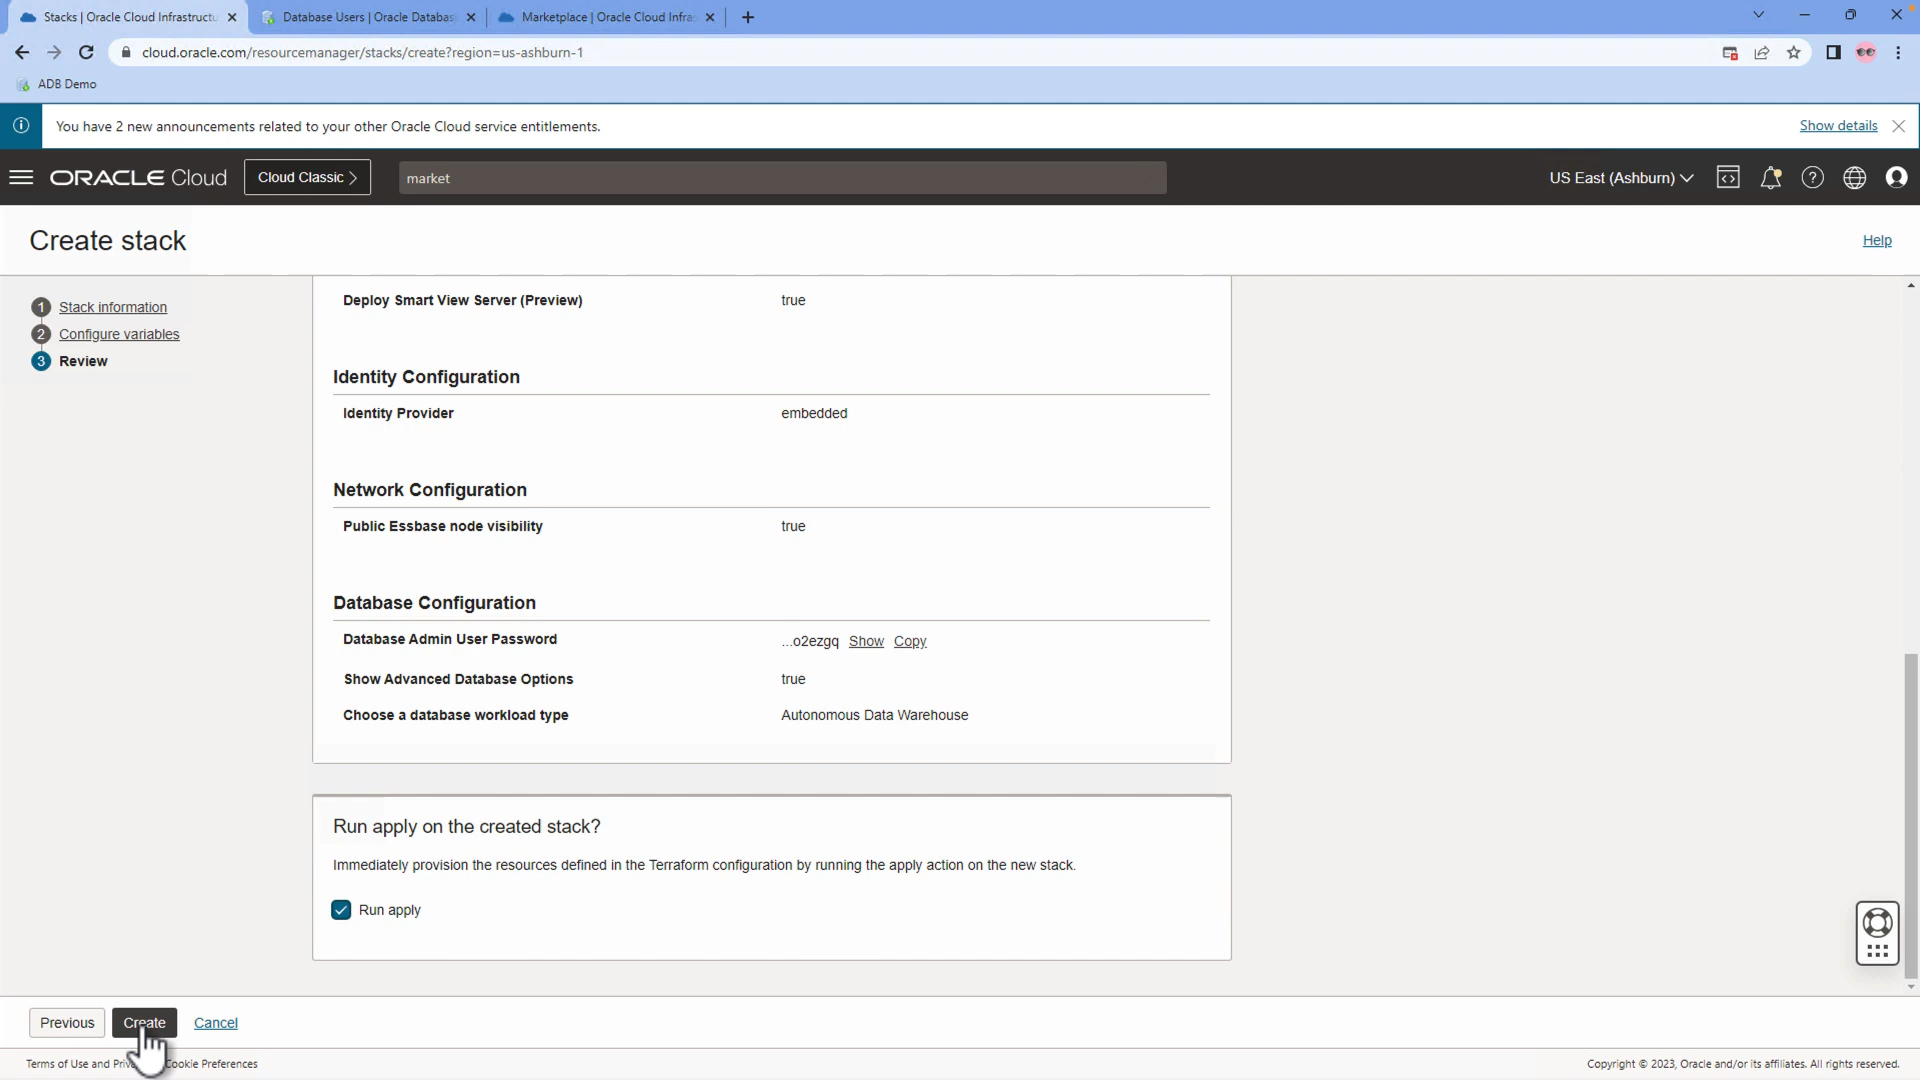 Stacks | Oracle Cloud Infrastructu
Database Users | Oracle Databas
Marketplace | Oracle Cloud Infras
cloud.oracle.com/resourcemanager/stacks/create?region=us-ashburn-1
ADB Demo
You have 2 new announcements related to your other Oracle Cloud service entitlements.
Show details
ORACLE Cloud
Cloud Classic
market
US East (Ashburn)
Create stack
Help
1 Stack information
2 Configure variables
3 Review
Deploy Smart View Server (Preview) true
Identity Configuration
Identity Provider embedded
Network Configuration
Public Essbase node visibility true
Database Configuration
Database Admin User Password ...o2ezgq Show Copy
Show Advanced Database Options true
Choose a database workload type Autonomous Data Warehouse
Run apply on the created stack?
Immediately provision the resources defined in the Terraform configuration by running the apply action on the new stack.
Run apply
Previous Create Cancel
Terms of Use and Priv Cookie Preferences
Copyright © 2023, Oracle and/or its affiliates. All rights reserved.